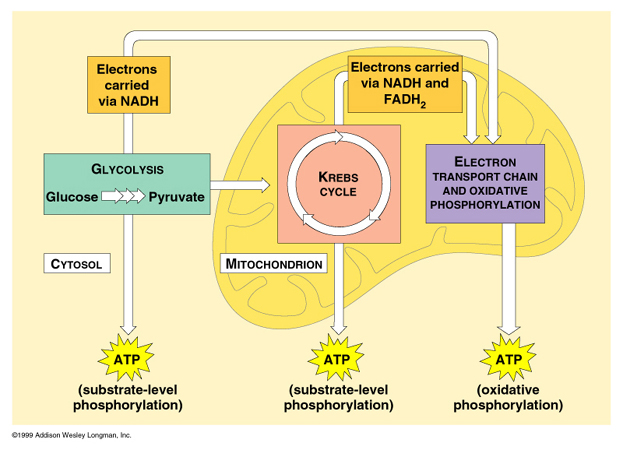 Electrons
carried
via NADH
Electrons carried
via NADH and
FADH2
GLYCOLYSIS
Glucose Pyruvate
KREBS
CYCLE
ELECTRON
TRANSPORT CHAIN
AND OXIDATIVE
PHOSPHORYLATION
CYTOSOL
MITOCHONDRION
ATP
(substrate-level
phosphorylation)
ATP
(substrate-level
phosphorylation)
ATP
(oxidative
phosphorylation)
©1999 Addison Wesley Longman, Inc.